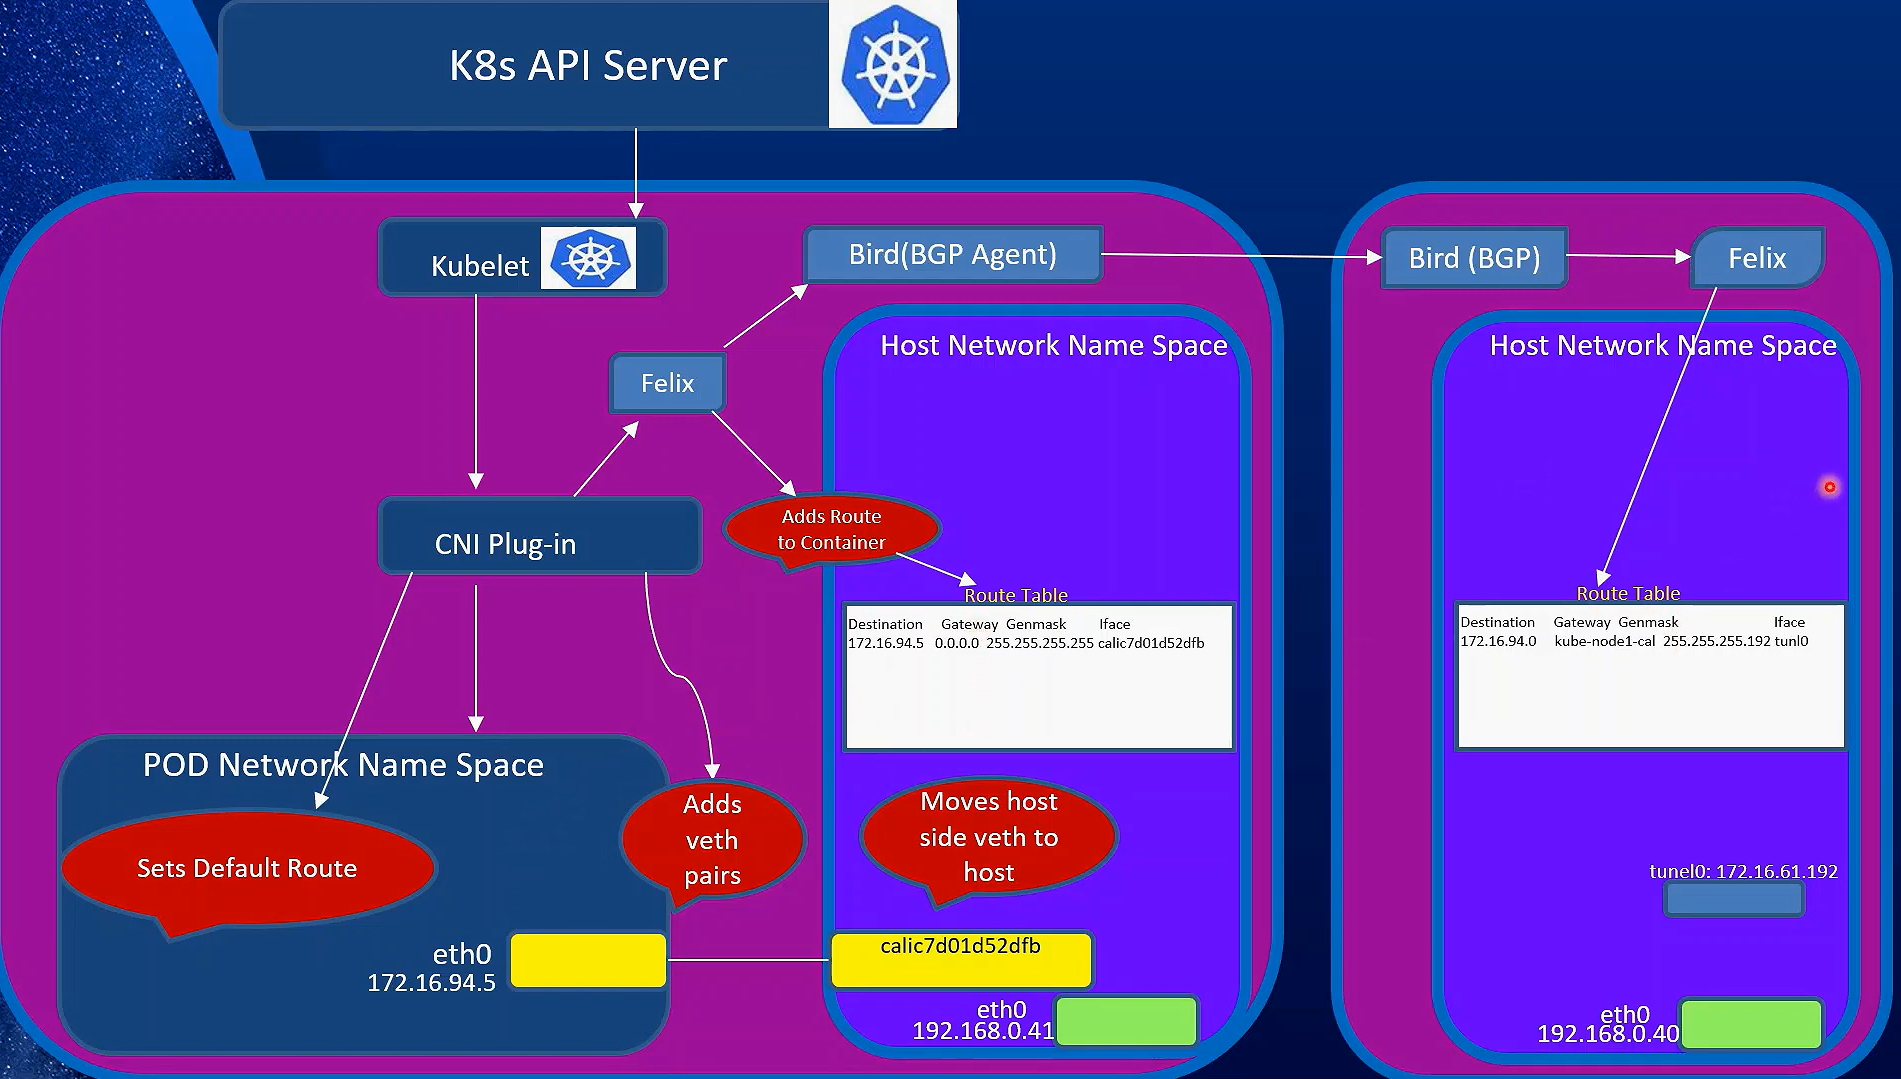 K8s API Server
Kubelet
Bird(BGP Agent)
Bird (BGP)
Felix
Host Network Name Space
Host Network Name Space
Felix
Adds Route
to Container
CNI Plug-in
Route Table
Destination Gateway Genmask Iface
172.16.94.5 0.0.0.0 255.255.255.255 calic7d01d52dfb
Route Table
Destination Gateway Genmask Iface
172.16.94.0 kube-node1-cal 255.255.255.192 tunl0
POD Network Name Space
Sets Default Route
Adds
veth
pairs
Moves host
side veth to
host
tunel0: 172.16.61.192
eth0
172.16.94.5
calic7d01d52dfb
eth0
192.168.0.41
eth0
192.168.0.40